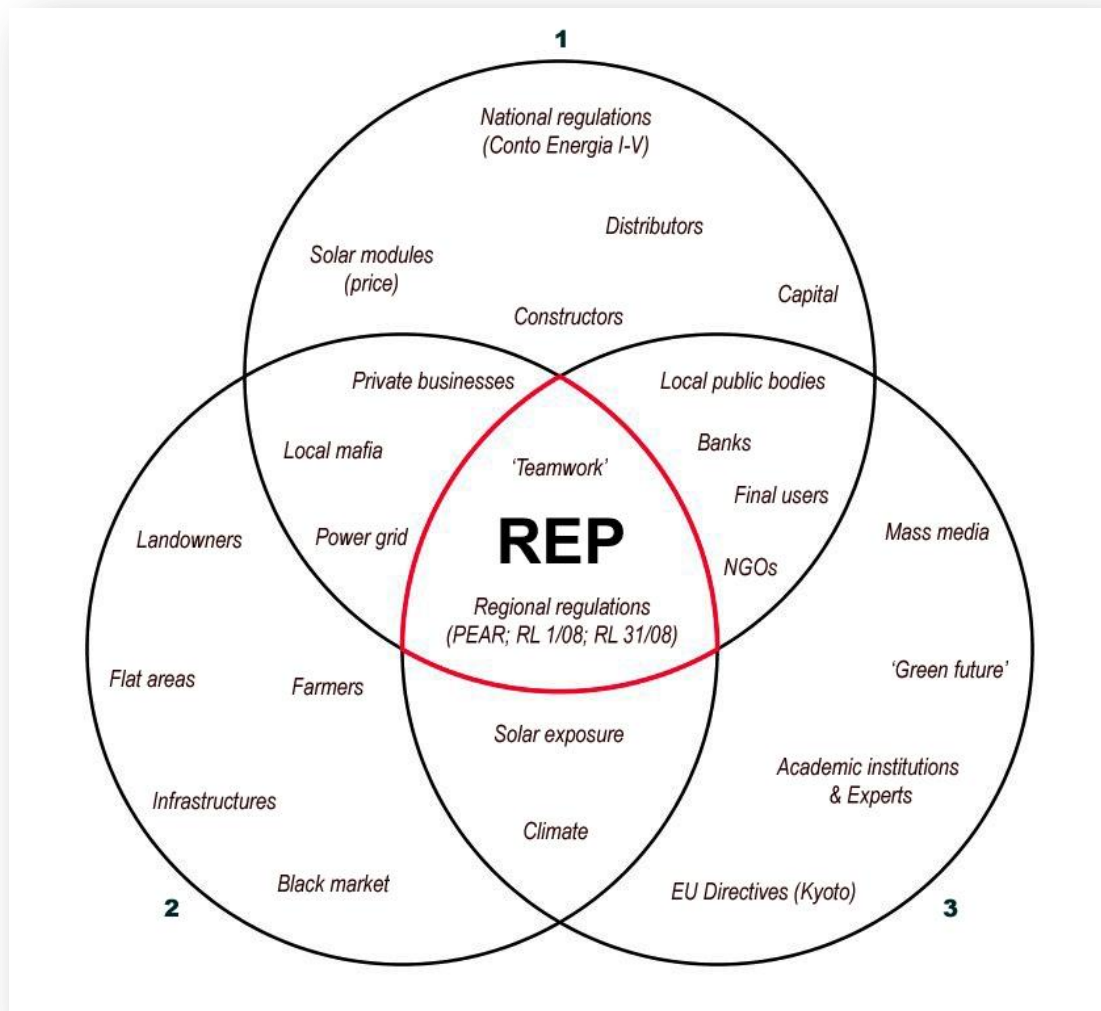 1
National regulations
(Conto Energia I-V)
Distributors
Solar modules
(price)
Capital
Constructors
Private businesses
Local public bodies
Local mafia
Banks
'Teamwork'
Final users
Landowners
Power grid
REP
Mass media
NGOs
Regional regulations
(PEAR; RL 1/08; RL 31/08)
Flat areas
Farmers
'Green future'
Solar exposure
Academic institutions
& Experts
Infrastructures
Climate
Black market
EU Directives (Kyoto)
2
3